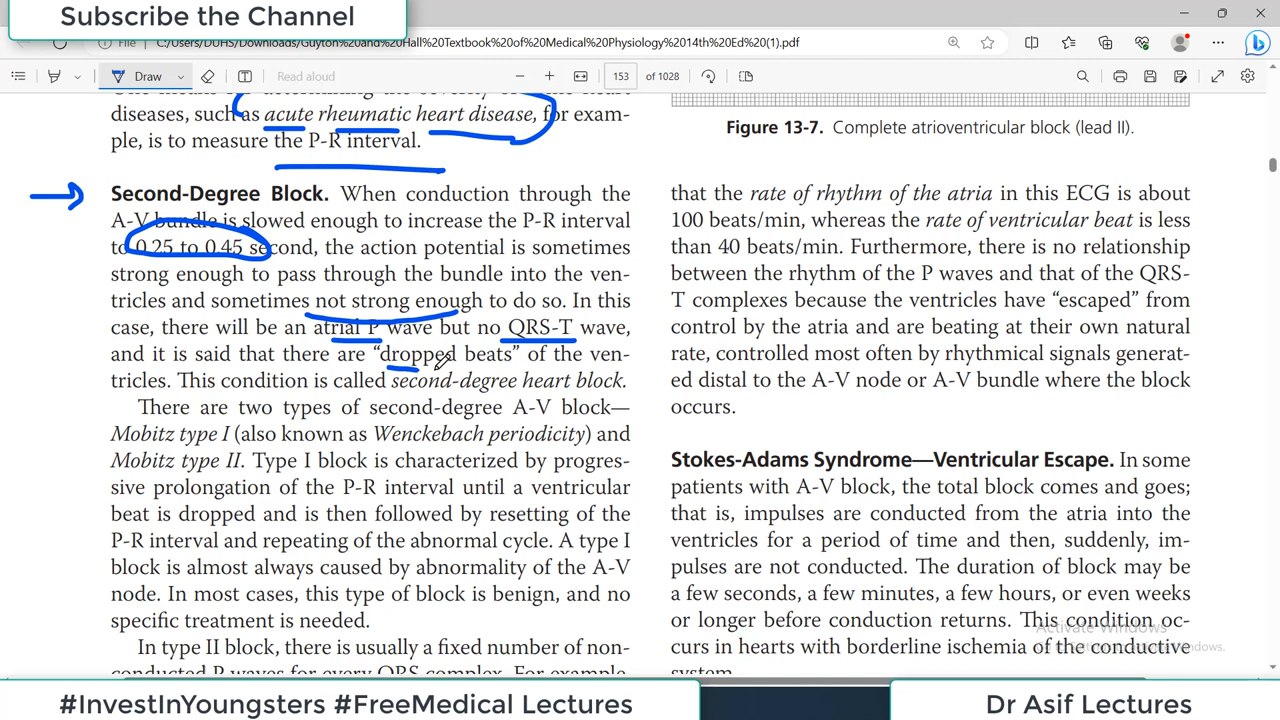 Subscribe the Channel
File
C:/Users/DUHS/Downloads/Guyton%20and%20Hall%20Textbook%20of%20Medical%20Physiology%2014th%20Ed%20(1).pdf
Draw
Read aloud
153
of 1028
diseases, such as acute rheumatic heart disease, for exam-
ple, is to measure the P-R interval.
Second-Degree Block. When conduction through the
A-V bundle is slowed enough to increase the P-R interval
to 0.25 to 0.45 second, the action potential is sometimes
strong enough to pass through the bundle into the ven-
tricles and sometimes not strong enough to do so. In this
case, there will be an atrial P wave but no QRS-T wave,
and it is said that there are “dropped beats” of the ven-
tricles. This condition is called second-degree heart block.
There are two types of second-degree A-V block—
Mobitz type I (also known as Wenckebach periodicity) and
Mobitz type II. Type I block is characterized by progres-
sive prolongation of the P-R interval until a ventricular
beat is dropped and is then followed by resetting of the
P-R interval and repeating of the abnormal cycle. A type I
block is almost always caused by abnormality of the A-V
node. In most cases, this type of block is benign, and no
specific treatment is needed.
In type II block, there is usually a fixed number of non-
conducted P waves for every QRS complex. For example,
Figure 13-7. Complete atrioventricular block (lead II).
that the rate of rhythm of the atria in this ECG is about
100 beats/min, whereas the rate of ventricular beat is less
than 40 beats/min. Furthermore, there is no relationship
between the rhythm of the P waves and that of the QRS-
T complexes because the ventricles have “escaped” from
control by the atria and are beating at their own natural
rate, controlled most often by rhythmical signals generat-
ed distal to the A-V node or A-V bundle where the block
occurs.
Stokes-Adams Syndrome—Ventricular Escape. In some
patients with A-V block, the total block comes and goes;
that is, impulses are conducted from the atria into the
ventricles for a period of time and then, suddenly, im-
pulses are not conducted. The duration of block may be
a few seconds, a few minutes, a few hours, or even weeks
or longer before conduction returns. This condition oc-
curs in hearts with borderline ischemia of the conductive
system.
Activate Windows
#InvestInYoungsters #FreeMedical Lectures
Dr Asif Lectures